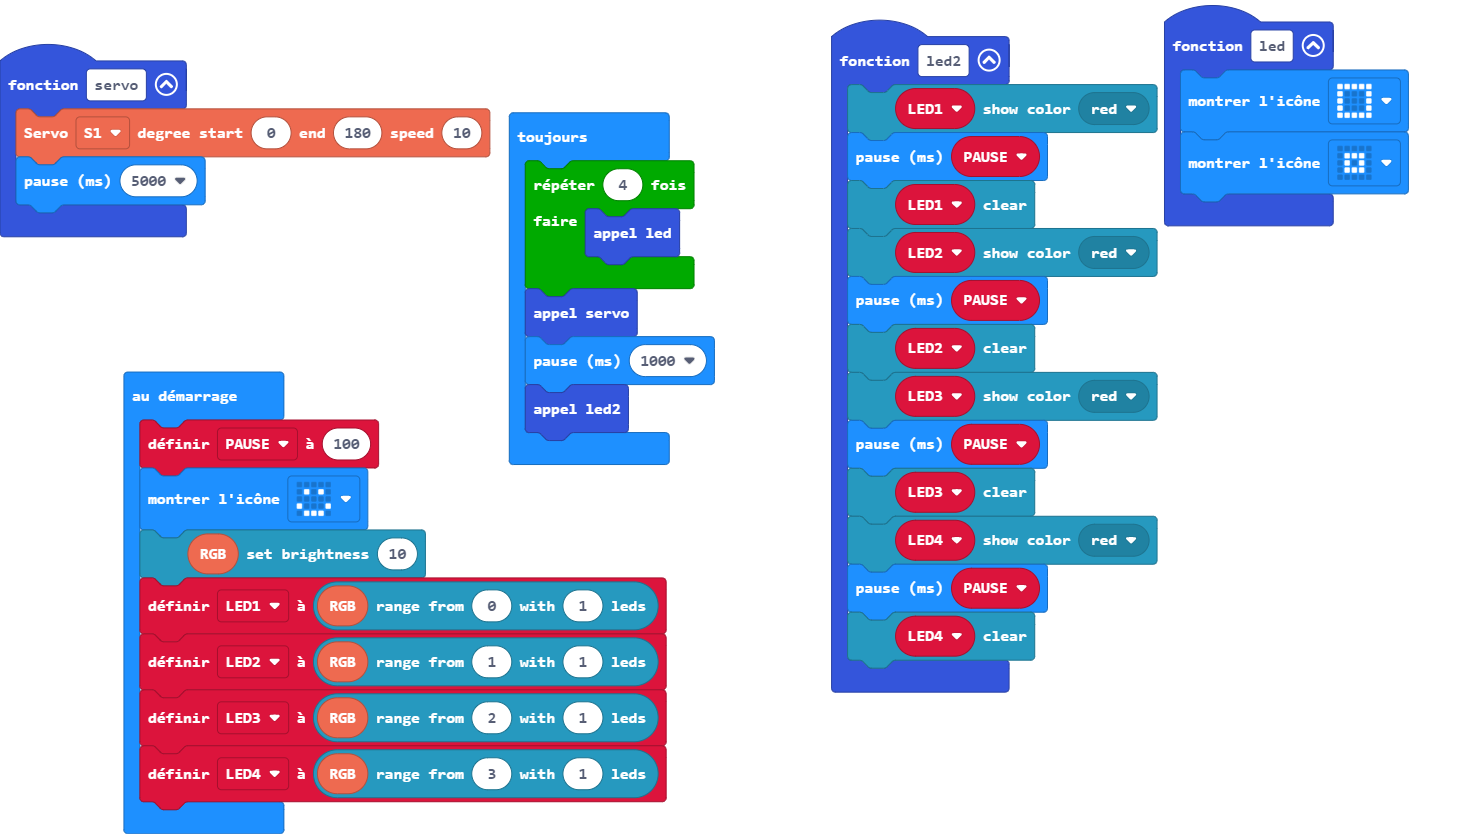 fonction servo
Servo S1 degree start 0 end 180 speed 10
pause (ms) 5000
toujours
répéter 4 fois
faire
appel led
appel servo
pause (ms) 1000
appel led2
au démarrage
définir PAUSE à 100
montrer l'icône
RGB set brightness 10
définir LED1 à RGB range from 0 with 1 leds
définir LED2 à RGB range from 1 with 1 leds
définir LED3 à RGB range from 2 with 1 leds
définir LED4 à RGB range from 3 with 1 leds
fonction led2
LED1 show color red
pause (ms) PAUSE
LED1 clear
LED2 show color red
pause (ms) PAUSE
LED2 clear
LED3 show color red
pause (ms) PAUSE
LED3 clear
LED4 show color red
pause (ms) PAUSE
LED4 clear
fonction led
montrer l'icône
montrer l'icône